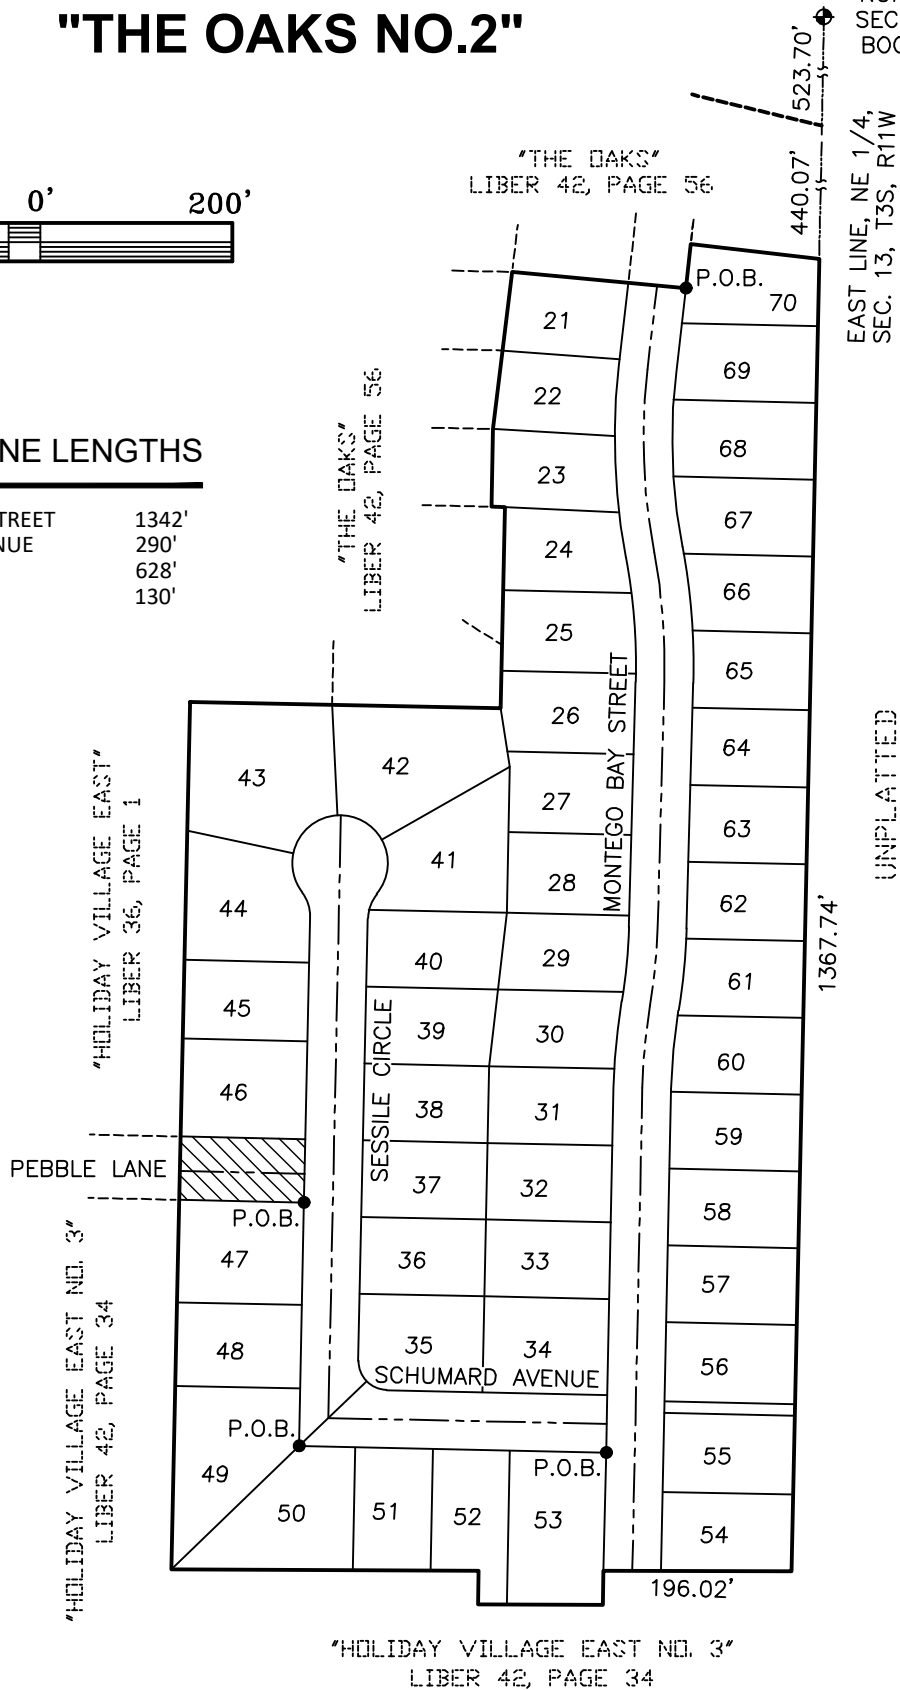 "THE OAKS NO.2"
523.70'
440.07'
EAST LINE, NE 1/4,
SEC. 13, T3S, R11W
"THE OAKS"
LIBER 42, PAGE 56
0'
200'
P.O.B.
70
21
69
22
68
23
67
24
66
25
65
26
64
27
63
28
62
29
61
30
60
31
59
32
58
33
57
34
56
35
55
36
54
37
38
39
40
41
42
43
44
45
46
47
48
49
50
51
52
53
"THE OAKS"
LIBER 42, PAGE 56
NE LENGTHS
TREET 1342'
NUE 290'
628'
130'
MONTEGO BAY STREET
UNPLATTED
1367.74'
"HOLIDAY VILLAGE EAST"
LIBER 36, PAGE 1
SESSILE CIRCLE
PEBBLE LANE
P.O.B.
"HOLIDAY VILLAGE EAST NO. 3"
LIBER 42, PAGE 34
SCHUMARD AVENUE
P.O.B.
P.O.B.
196.02'
"HOLIDAY VILLAGE EAST NO. 3"
LIBER 42, PAGE 34